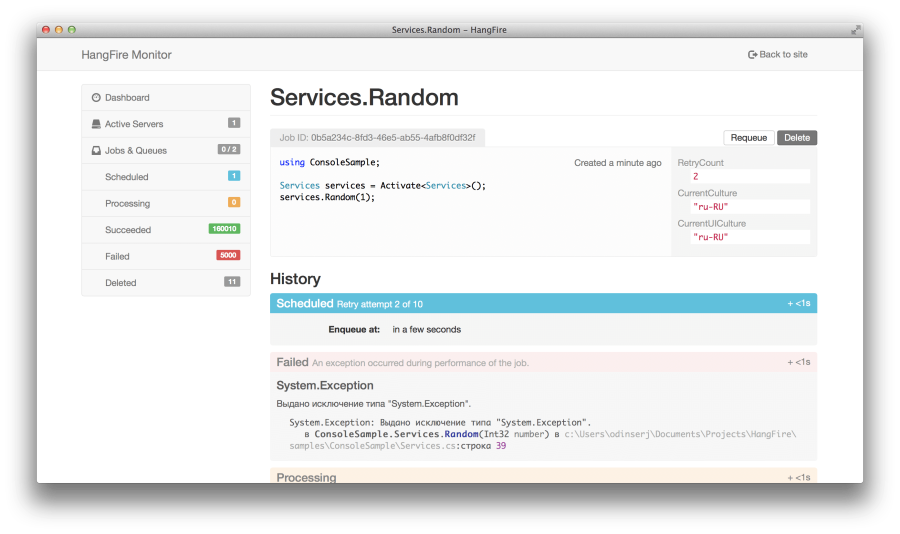 Services.Random – HangFire
HangFire Monitor
Back to site
Dashboard
Active Servers 1
Jobs & Queues 0 / 2
Scheduled 1
Processing 0
Succeeded 160010
Failed 5000
Deleted 11
Services.Random
Job ID: 0b5a234c-8fd3-46e5-ab55-4afb8f0df32f
Requeue Delete
using ConsoleSample;
Created a minute ago
Services services = Activate<Services>();
services.Random(1);
RetryCount
2
CurrentCulture
"ru-RU"
CurrentUICulture
"ru-RU"
History
Scheduled Retry attempt 2 of 10 + <1s
Enqueue at: in a few seconds
Failed An exception occurred during performance of the job. + <1s
System.Exception
Выдано исключение типа "System.Exception".
System.Exception: Выдано исключение типа "System.Exception".
в ConsoleSample.Services.Random(Int32 number) в c:\Users\odinserj\Documents\Projects\HangFire\
samples\ConsoleSample\Services.cs:строка 39
Processing + <1s